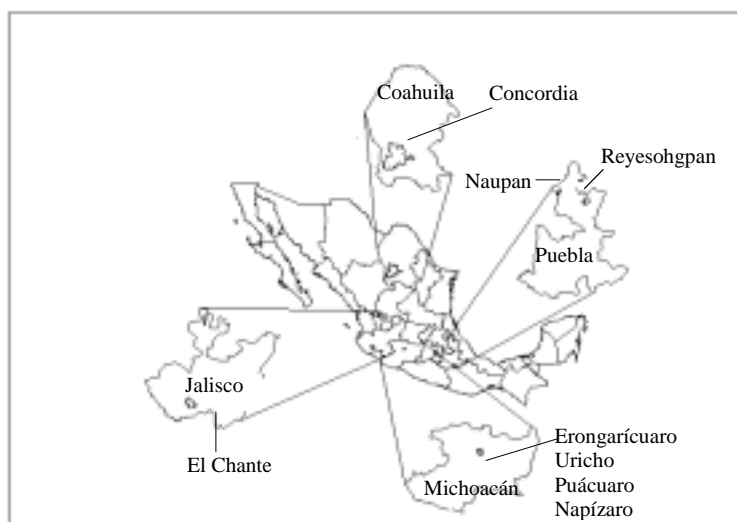 Coahuila
Concordia
Reyesohgpan
Naupan
Puebla
Jalisco
El Chante
Michoacán
Erongarícuaro
Uricho
Puácuaro
Napízaro